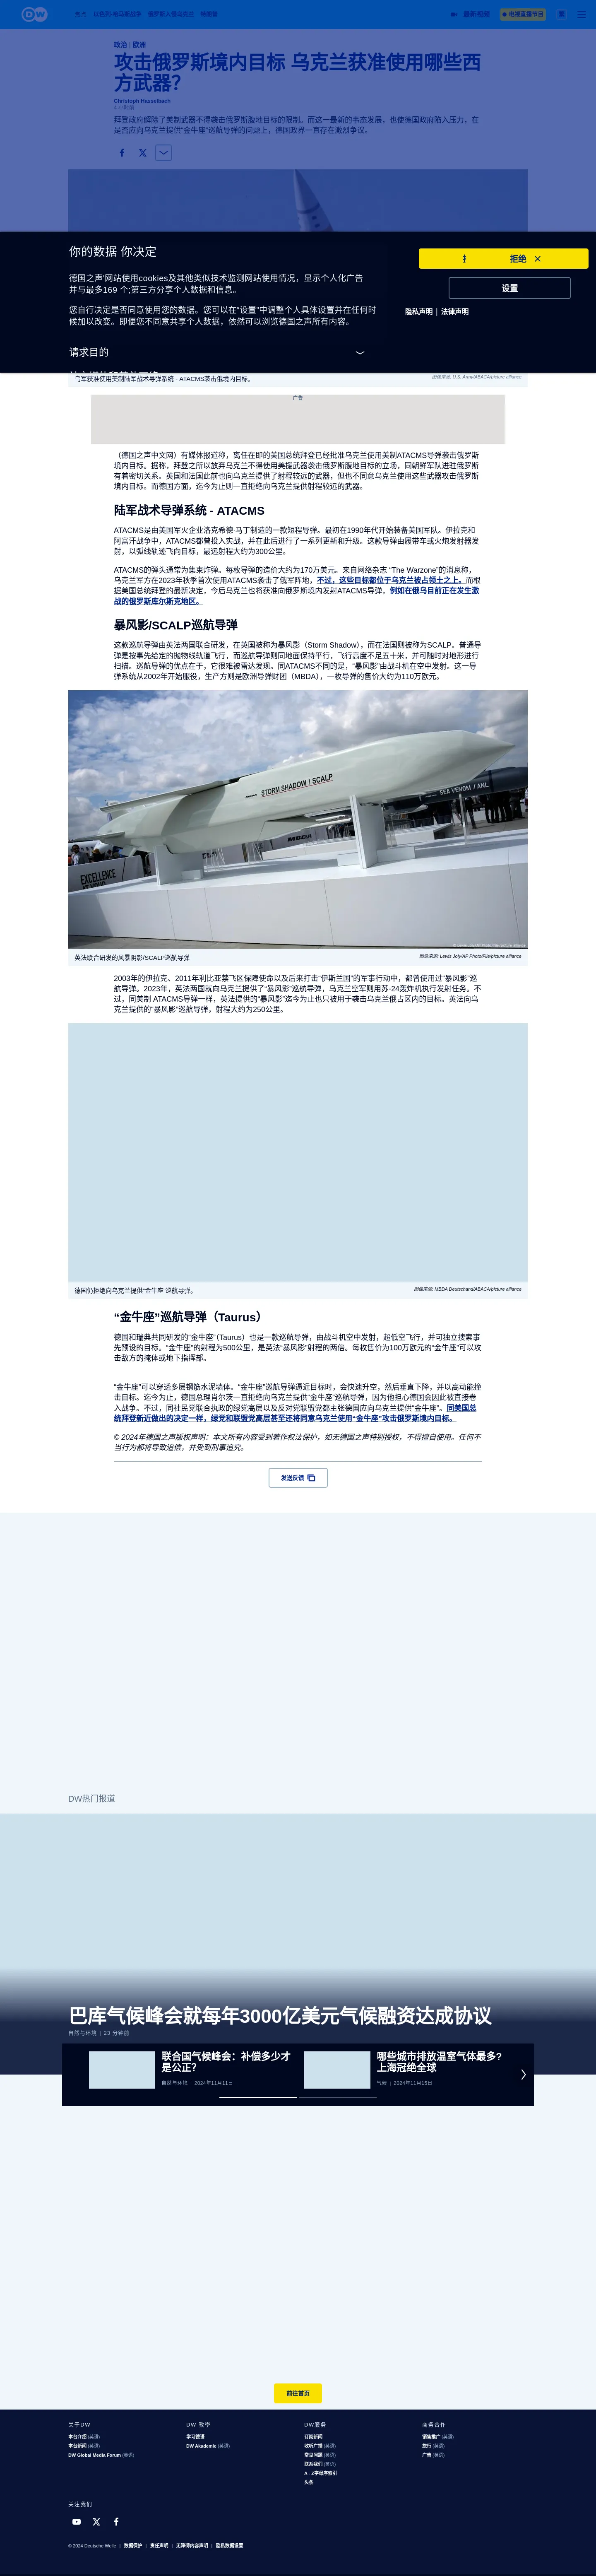 DW
最新视频
电视直播节目
政治 | 欧洲
攻击俄罗斯境内目标 乌克兰获准使用哪些西
方武器？
Christoph Hasselbach
拜登政府解除了美制武器不得袭击俄罗斯腹地目标的限制。而这一最新的事态发展，也使德国政府陷入压力，在
是否应向乌克兰提供“金牛座”巡航导弹的问题上，德国政界一直存在激烈争议。
你的数据 你决定
德国之声'网站使用cookies及其他类似技术监测网站使用情况，显示个人化广告
并与最多169 个;第三方分享个人数据和信息。
您自行决定是否同意使用您的数据。您可以在“设置”中调整个人具体设置并在任何时
候加以改变。即便您不同意共享个人数据，依然可以浏览德国之声所有内容。
请求目的
拒绝
设置
隐私声明 | 法律声明
乌军获准使用美制陆军战术导弹系统 - ATACMS袭击俄境内目标。
图像来源: U.S. Army/ABACA/picture alliance
广告
（德国之声中文网）有媒体报道称，离任在即的美国总统拜登已经批准乌克兰使用美制ATACMS导弹袭击俄罗斯
境内目标。据称，拜登之所以放弃乌克兰不得使用美援武器袭击俄罗斯腹地目标的立场，同朝鲜军队进驻俄罗斯
有着密切关系。英国和法国此前也向乌克兰提供了射程较远的武器，但也不同意乌克兰使用这些武器攻击俄罗斯
境内目标。而德国方面，迄今为止则一直拒绝向乌克兰提供射程较远的武器。
陆军战术导弹系统 - ATACMS
ATACMS是由美国军火企业洛克希德·马丁制造的一款短程导弹。最初在1990年代开始装备美国军队。伊拉克和
阿富汗战争中，ATACMS都曾投入实战，并在此后进行了一系列更新和升级。这款导弹由履带车或火炮发射器发
射，以弧线轨迹飞向目标，最远射程大约为300公里。
ATACMS的弹头通常为集束炸弹。每枚导弹的造价大约为170万美元。来自网络杂志 “The Warzone”的消息称，
乌克兰军方在2023年秋季首次使用ATACMS袭击了俄军阵地，不过，这些目标都位于乌克兰被占领土之上。而根
据美国总统拜登的最新决定，今后乌克兰也将获准向俄罗斯境内发射ATACMS导弹，例如在俄乌目前正在发生激
战的俄罗斯库尔斯克地区。
暴风影/SCALP巡航导弹
这款巡航导弹由英法两国联合研发，在英国被称为暴风影（Storm Shadow），而在法国则被称为SCALP。普通导
弹是按事先给定的抛物线轨道飞行，而巡航导弹则同地面保持平行，飞行高度不足五十米，并可随时对地形进行
扫描。巡航导弹的优点在于，它很难被雷达发现。同ATACMS不同的是，“暴风影”由战斗机在空中发射。这一导
弹系统从2002年开始服役，生产方则是欧洲导弹财团（MBDA），一枚导弹的售价大约为110万欧元。
STORM SHADOW / SCALP
SEA VENOM / ANL
MBDA
EXCELLENCE
英法联合研发的风暴阴影/SCALP巡航导弹
图像来源: Lewis Joly/AP Photo/File/picture alliance
2003年的伊拉克、2011年利比亚禁飞区保障使命以及后来打击“伊斯兰国”的军事行动中，都曾使用过“暴风影”巡
航导弹。2023年，英法两国就向乌克兰提供了“暴风影”巡航导弹，乌克兰空军则用苏-24轰炸机执行发射任务。不
过，同美制 ATACMS导弹一样，英法提供的“暴风影”迄今为止也只被用于袭击乌克兰俄占区内的目标。英法向乌
克兰提供的“暴风影”巡航导弹，射程大约为250公里。
德国仍拒绝向乌克兰提供“金牛座”巡航导弹。
图像来源: MBDA Deutschand/ABACA/picture alliance
“金牛座”巡航导弹（Taurus）
德国和瑞典共同研发的“金牛座”（Taurus）也是一款巡航导弹，由战斗机空中发射，超低空飞行，并可独立搜索事
先预设的目标。“金牛座”的射程为500公里，是英法“暴风影”射程的两倍。每枚售价为100万欧元的“金牛座”可以攻
击敌方的掩体或地下指挥部。
“金牛座”可以穿透多层钢筋水泥墙体。“金牛座”巡航导弹逼近目标时，会快速升空，然后垂直下降，并以高动能撞
击目标。迄今为止，德国总理肖尔茨一直拒绝向乌克兰提供“金牛座”巡航导弹，因为他担心德国会因此被直接卷
入战争。不过，同社民党联合执政的绿党高层以及反对党联盟党都主张德国应向乌克兰提供“金牛座”。同美国总
统拜登新近做出的决定一样，绿党和联盟党高层甚至还将同意乌克兰使用“金牛座”攻击俄罗斯境内目标。
© 2024年德国之声版权声明：本文所有内容受到著作权法保护，如无德国之声特别授权，不得擅自使用。任何不
当行为都将导致追偿，并受到刑事追究。
发送反馈
DW热门报道
巴库气候峰会就每年3000亿美元气候融资达成协议
自然与环境 | 23 分钟前
联合国气候峰会：补偿多少才
是公正？
自然与环境 | 2024年11月11日
哪些城市排放温室气体最多？
上海冠绝全球
气候 | 2024年11月15日
前往首页
关于DW
本台介绍 (英语)
本台新闻 (英语)
DW Global Media Forum (英语)
DW 教学
学习德语
DW Akademie (英语)
DW服务
订阅新闻
收听广播 (英语)
常见问题 (英语)
联系我们 (英语)
A - Z字母序索引
头条
商务合作
销售推广 (英语)
旅行 (英语)
广告 (英语)
关注我们
© 2024 Deutsche Welle | 数据保护 | 责任声明 | 无障碍内容声明 | 隐私数据设置